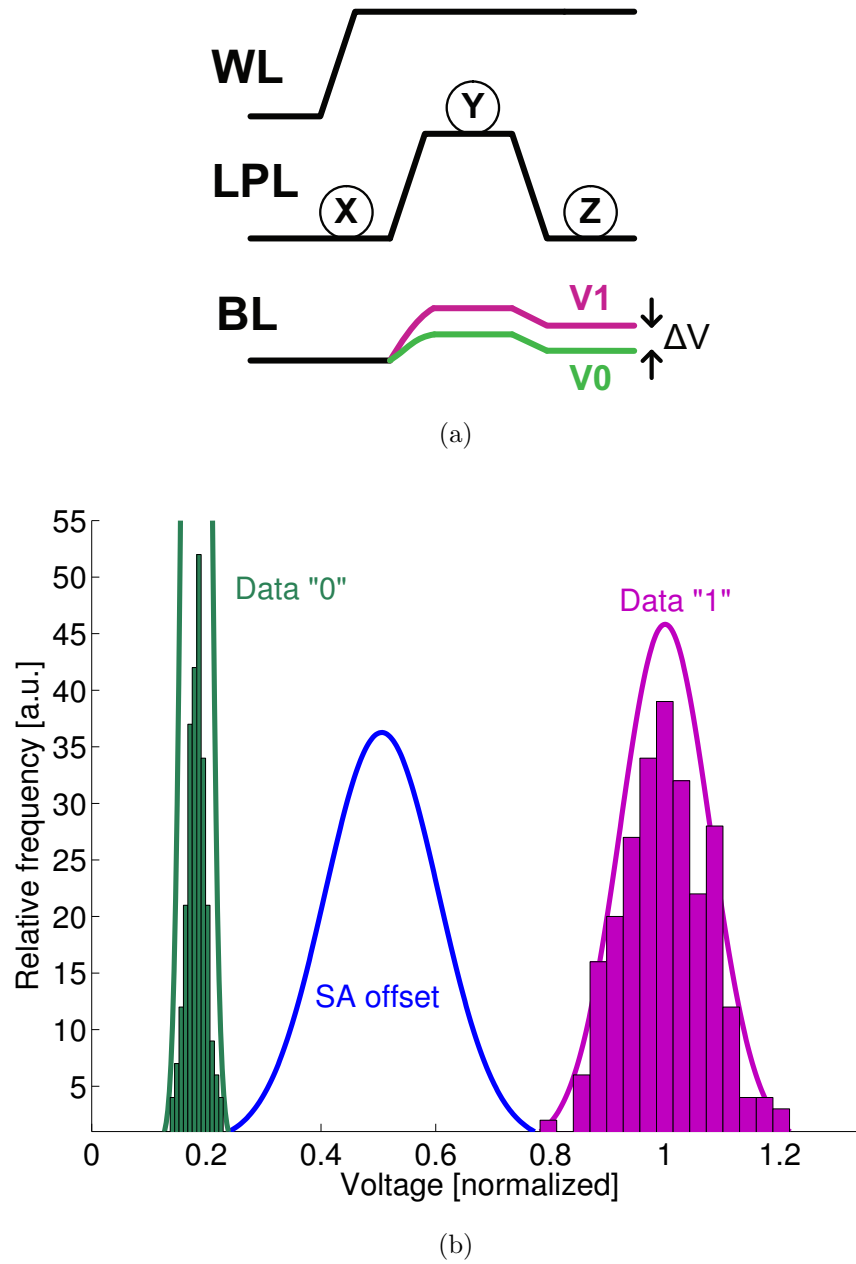 WL
Y
LPL
X
Z
BL
V1
ΔV
V0
(a)
55
50
45
40
35
30
25
20
15
10
5
Relative frequency [a.u.]
Data "0"
Data "1"
SA offset
0
0.2
0.4
0.6
0.8
1
1.2
Voltage [normalized]
(b)